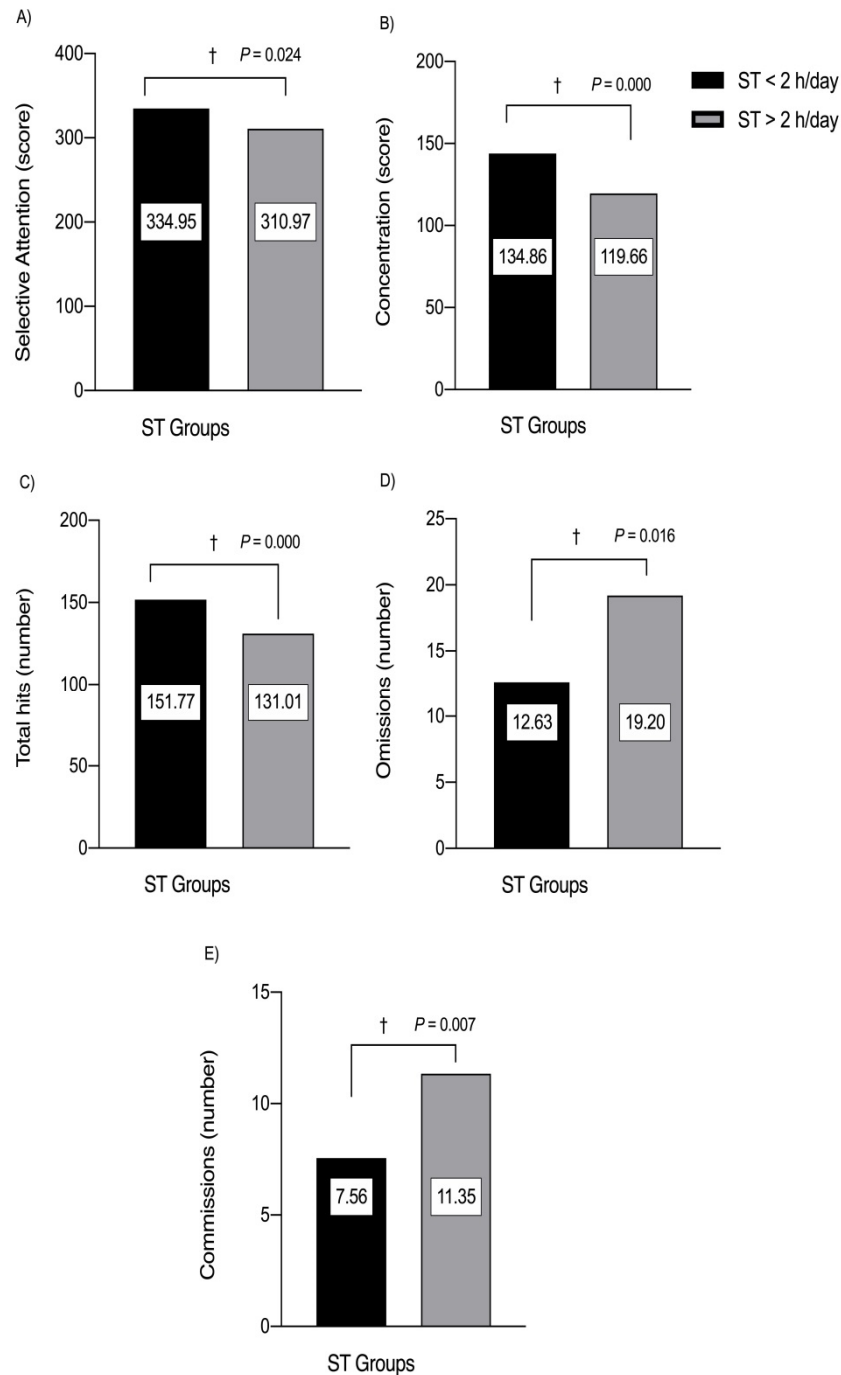 A)
† P = 0.024
400
300
200
100
0
Selective Attention (score)
334.95 310.97
ST Groups
B)
† P = 0.000
200
150
100
50
0
Concentration (score)
134.86 119.66
ST Groups
ST < 2 h/day
ST > 2 h/day
C)
† P = 0.000
200
150
100
50
0
Total hits (number)
151.77 131.01
ST Groups
D)
† P = 0.016
25
20
15
10
5
0
Omissions (number)
12.63 19.20
ST Groups
E)
† P = 0.007
15
10
5
0
Commissions (number)
7.56 11.35
ST Groups